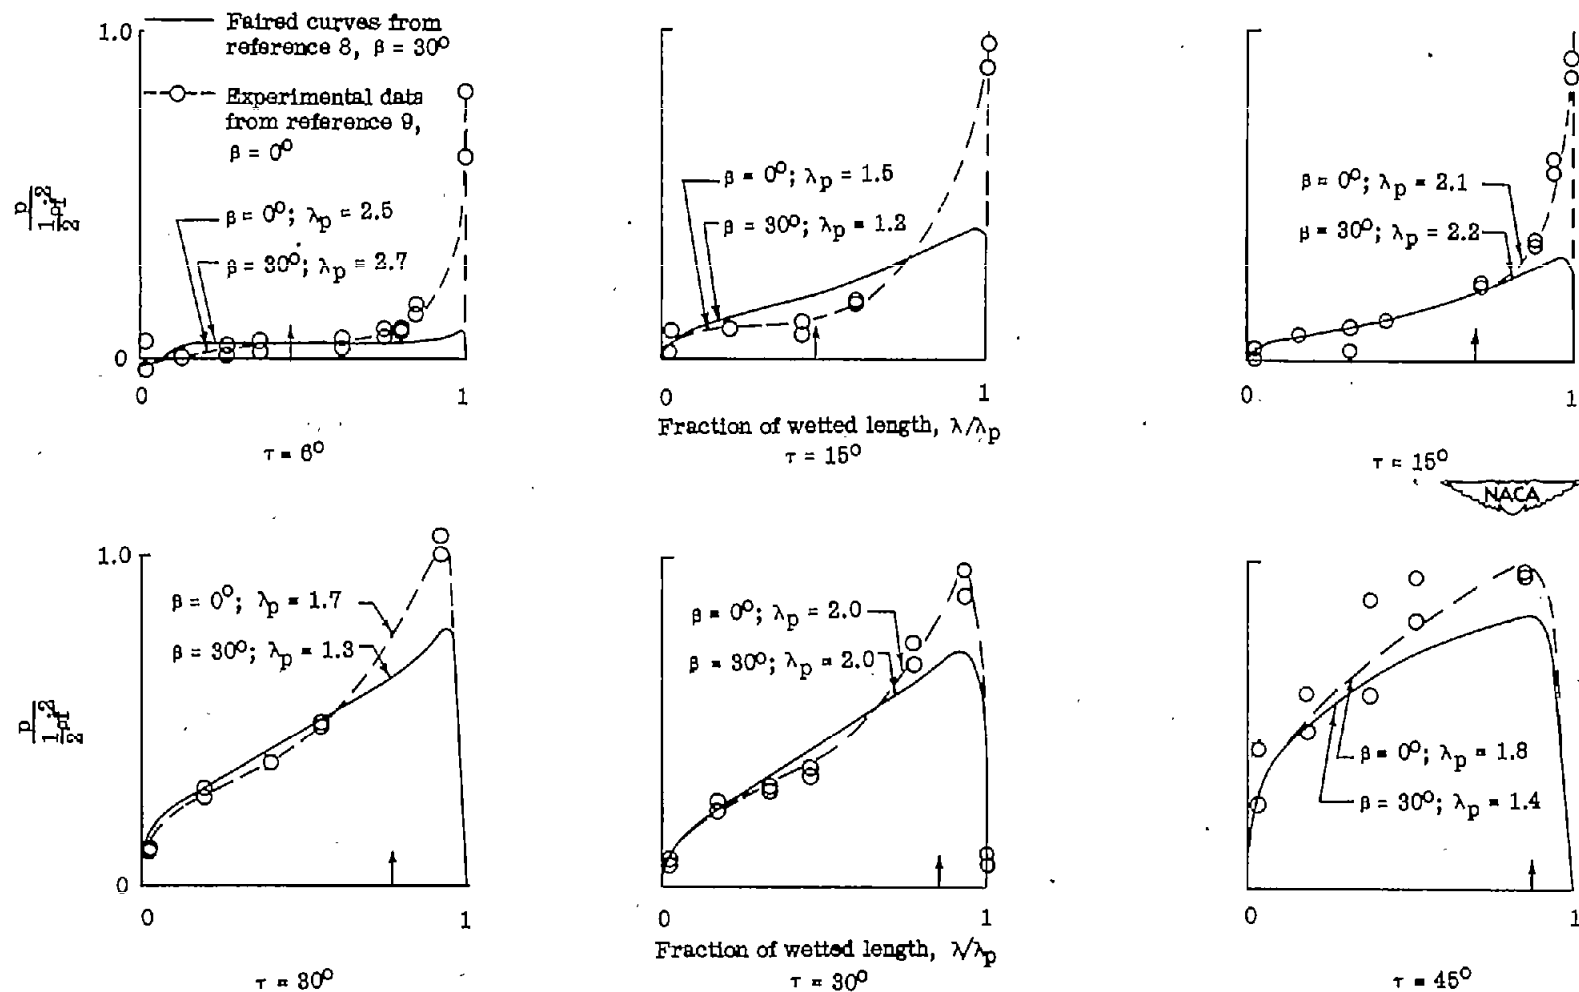 1.0
Faired curves from
reference 8, β = 30°
Experimental data
from reference 9,
β = 0°
β = 0°; λp = 2.5
β = 30°; λp = 2.7
0
0
1
τ = 6°
β = 0°; λp = 1.5
β = 30°; λp = 1.2
0
1
Fraction of wetted length, λ/λp
τ = 15°
β = 0°; λp = 2.1
β = 30°; λp = 2.2
0
1
τ = 15°
NACA
1.0
β = 0°; λp = 1.7
β = 30°; λp = 1.3
0
0
1
τ = 30°
β = 0°; λp = 2.0
β = 30°; λp = 2.0
0
1
Fraction of wetted length, λ/λp
τ = 30°
β = 0°; λp = 1.8
β = 30°; λp = 1.4
0
1
τ = 45°